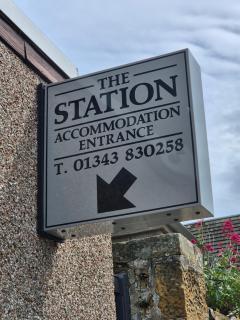 THE
STATION
ACCOMMODATION
ENTRANCE
T. 01343 830258